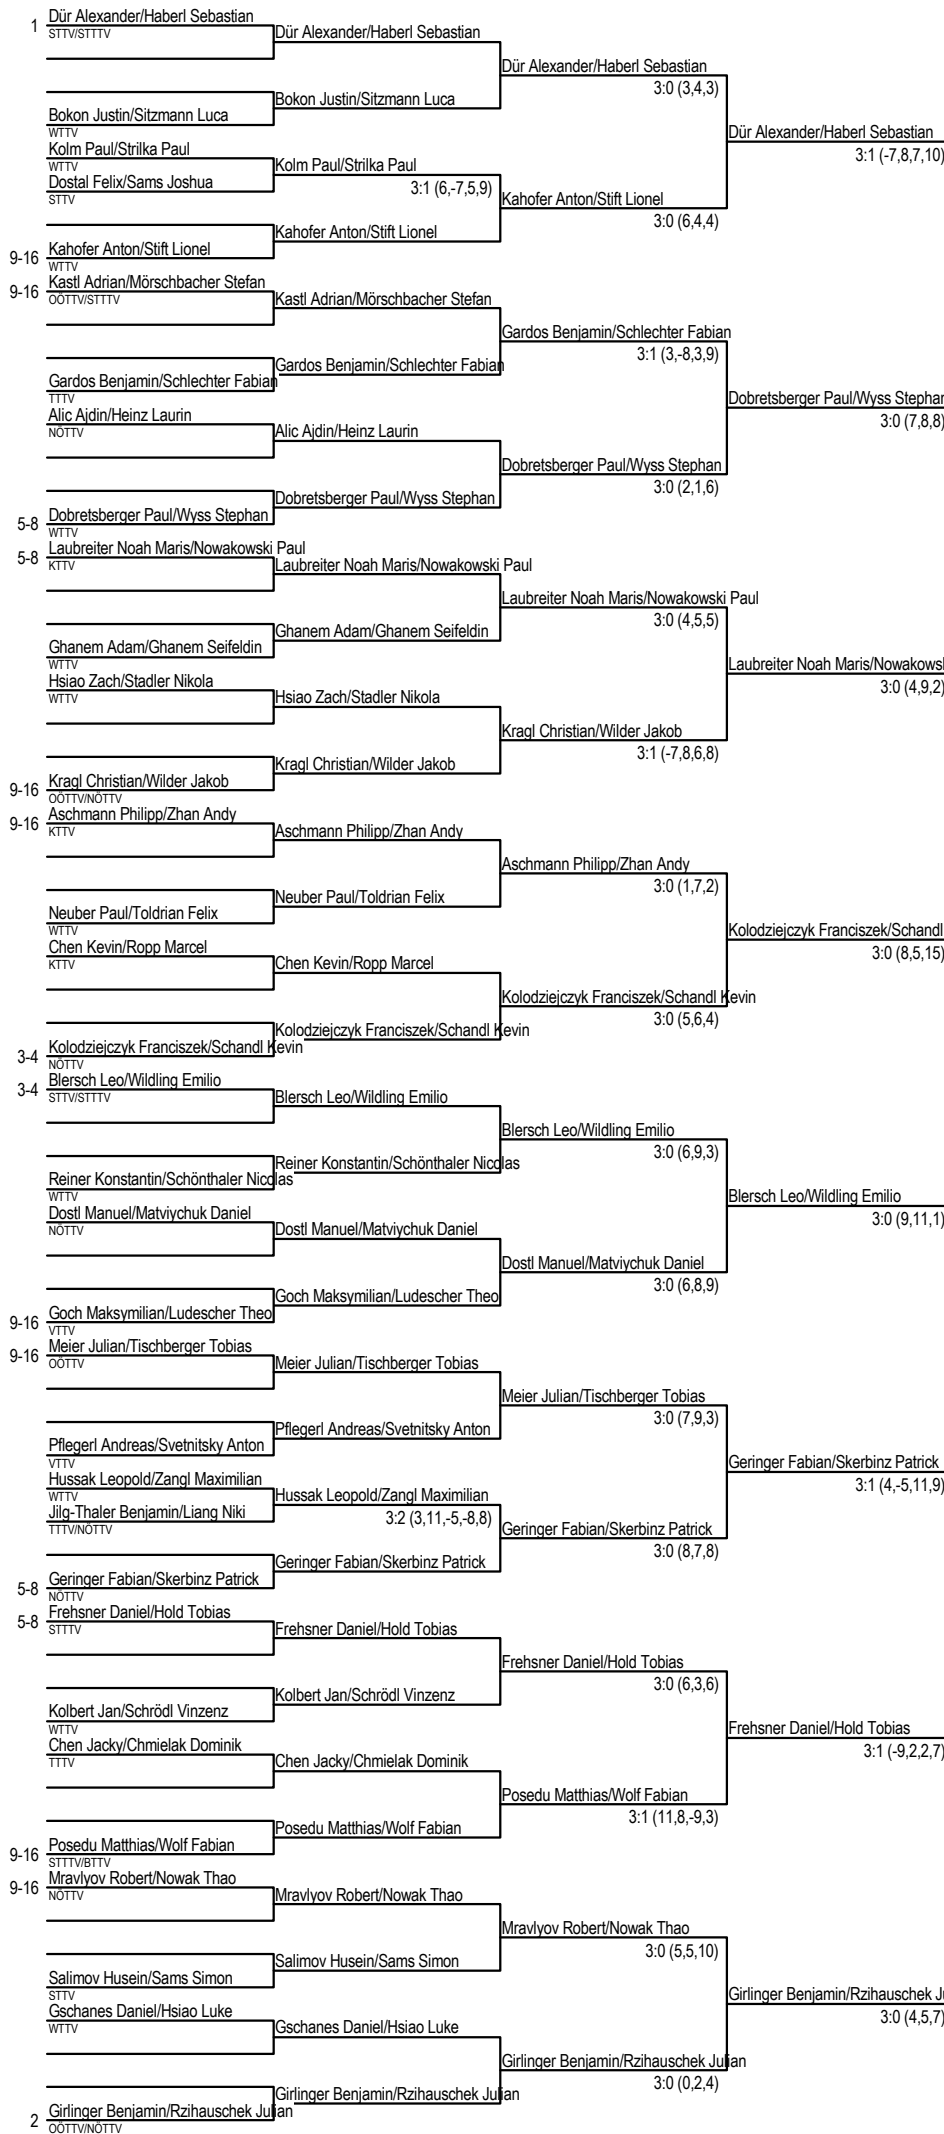 1 Dür Alexander/Haberl Sebastian
STTV/STTTV
Dür Alexander/Haberl Sebastian
Dür Alexander/Haberl Sebastian
3:0 (3,4,3)
Bokon Justin/Sitzmann Luca
Bokon Justin/Sitzmann Luca
WTTV
Dür Alexander/Haberl Sebastian
3:1 (-7,8,7,10)
Kolm Paul/Strilka Paul
WTTV
Kolm Paul/Strilka Paul
3:1 (6,-7,5,9)
Dostal Felix/Sams Joshua
STTV
Kahofer Anton/Stift Lionel
3:0 (6,4,4)
Kahofer Anton/Stift Lionel
9-16 Kahofer Anton/Stift Lionel
WTTV
9-16 Kastl Adrian/Mörschbacher Stefan
OÖTTV/STTTV
Kastl Adrian/Mörschbacher Stefan
Gardos Benjamin/Schlechter Fabian
3:1 (3,-8,3,9)
Gardos Benjamin/Schlechter Fabian
Gardos Benjamin/Schlechter Fabian
TTTV
Dobretsberger Paul/Wyss Stephan
3:0 (7,8,8)
Alic Ajdin/Heinz Laurin
NÖTTV
Alic Ajdin/Heinz Laurin
Dobretsberger Paul/Wyss Stephan
3:0 (2,1,6)
Dobretsberger Paul/Wyss Stephan
5-8 Dobretsberger Paul/Wyss Stephan
WTTV
5-8 Laubreiter Noah Maris/Nowakowski Paul
KTTV
Laubreiter Noah Maris/Nowakowski Paul
Laubreiter Noah Maris/Nowakowski Paul
3:0 (4,5,5)
Ghanem Adam/Ghanem Seifeldin
Ghanem Adam/Ghanem Seifeldin
WTTV
Laubreiter Noah Maris/Nowakowsk
3:0 (4,9,2)
Hsiao Zach/Stadler Nikola
WTTV
Hsiao Zach/Stadler Nikola
Kragl Christian/Wilder Jakob
3:1 (-7,8,6,8)
Kragl Christian/Wilder Jakob
9-16 Kragl Christian/Wilder Jakob
OÖTTV/NÖTTV
9-16 Aschmann Philipp/Zhan Andy
KTTV
Aschmann Philipp/Zhan Andy
Aschmann Philipp/Zhan Andy
3:0 (1,7,2)
Neuber Paul/Toldrian Felix
Neuber Paul/Toldrian Felix
WTTV
Kolodziejczyk Franciszek/Schandl
3:0 (8,5,15)
Chen Kevin/Ropp Marcel
KTTV
Chen Kevin/Ropp Marcel
Kolodziejczyk Franciszek/Schandl Kevin
3:0 (5,6,4)
Kolodziejczyk Franciszek/Schandl Kevin
3-4 Kolodziejczyk Franciszek/Schandl Kevin
NÖTTV
3-4 Blersch Leo/Wildling Emilio
STTV/STTTV
Blersch Leo/Wildling Emilio
Blersch Leo/Wildling Emilio
3:0 (6,9,3)
Reiner Konstantin/Schönthaler Nicolas
Reiner Konstantin/Schönthaler Nicolas
WTTV
Blersch Leo/Wildling Emilio
3:0 (9,11,1)
Dostl Manuel/Matviychuk Daniel
NÖTTV
Dostl Manuel/Matviychuk Daniel
Dostl Manuel/Matviychuk Daniel
3:0 (6,8,9)
Goch Maksymilian/Ludescher Theo
9-16 Goch Maksymilian/Ludescher Theo
VTTV
9-16 Meier Julian/Tischberger Tobias
OÖTTV
Meier Julian/Tischberger Tobias
Meier Julian/Tischberger Tobias
3:0 (7,9,3)
Pflegerl Andreas/Svetnitsky Anton
Pflegerl Andreas/Svetnitsky Anton
VTTV
Geringer Fabian/Skerbinz Patrick
3:1 (4,-5,11,9)
Hussak Leopold/Zangl Maximilian
WTTV
Hussak Leopold/Zangl Maximilian
3:2 (3,11,-5,-8,8)
Jilg-Thaler Benjamin/Liang Niki
TTTV/NÖTTV
Geringer Fabian/Skerbinz Patrick
3:0 (8,7,8)
Geringer Fabian/Skerbinz Patrick
5-8 Geringer Fabian/Skerbinz Patrick
NÖTTV
5-8 Frehsner Daniel/Hold Tobias
STTTV
Frehsner Daniel/Hold Tobias
Frehsner Daniel/Hold Tobias
3:0 (6,3,6)
Kolbert Jan/Schrödl Vinzenz
Kolbert Jan/Schrödl Vinzenz
WTTV
Frehsner Daniel/Hold Tobias
3:1 (-9,2,2,7)
Chen Jacky/Chmielak Dominik
TTTV
Chen Jacky/Chmielak Dominik
Posedu Matthias/Wolf Fabian
3:1 (11,8,-9,3)
Posedu Matthias/Wolf Fabian
9-16 Posedu Matthias/Wolf Fabian
STTTV/BTTV
9-16 Mravlyov Robert/Nowak Thao
NÖTTV
Mravlyov Robert/Nowak Thao
Mravlyov Robert/Nowak Thao
3:0 (5,5,10)
Salimov Husein/Sams Simon
Salimov Husein/Sams Simon
STTV
Girlinger Benjamin/Rzihauschek Ju
3:0 (4,5,7)
Gschanes Daniel/Hsiao Luke
WTTV
Gschanes Daniel/Hsiao Luke
Girlinger Benjamin/Rzihauschek Julian
3:0 (0,2,4)
Girlinger Benjamin/Rzihauschek Julian
2 Girlinger Benjamin/Rzihauschek Julian
OÖTTV/NÖTTV